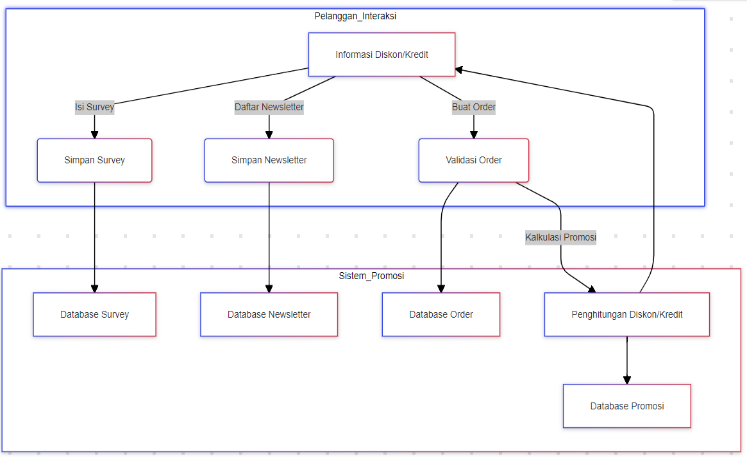 Pelanggan_Interaksi
Informasi Diskon/Kredit
Isi Survey
Daftar Newsletter
Buat Order
Simpan Survey
Simpan Newsletter
Validasi Order
Kalkulasi Promosi
Sistem_Promosi
Database Survey
Database Newsletter
Database Order
Penghitungan Diskon/Kredit
Database Promosi